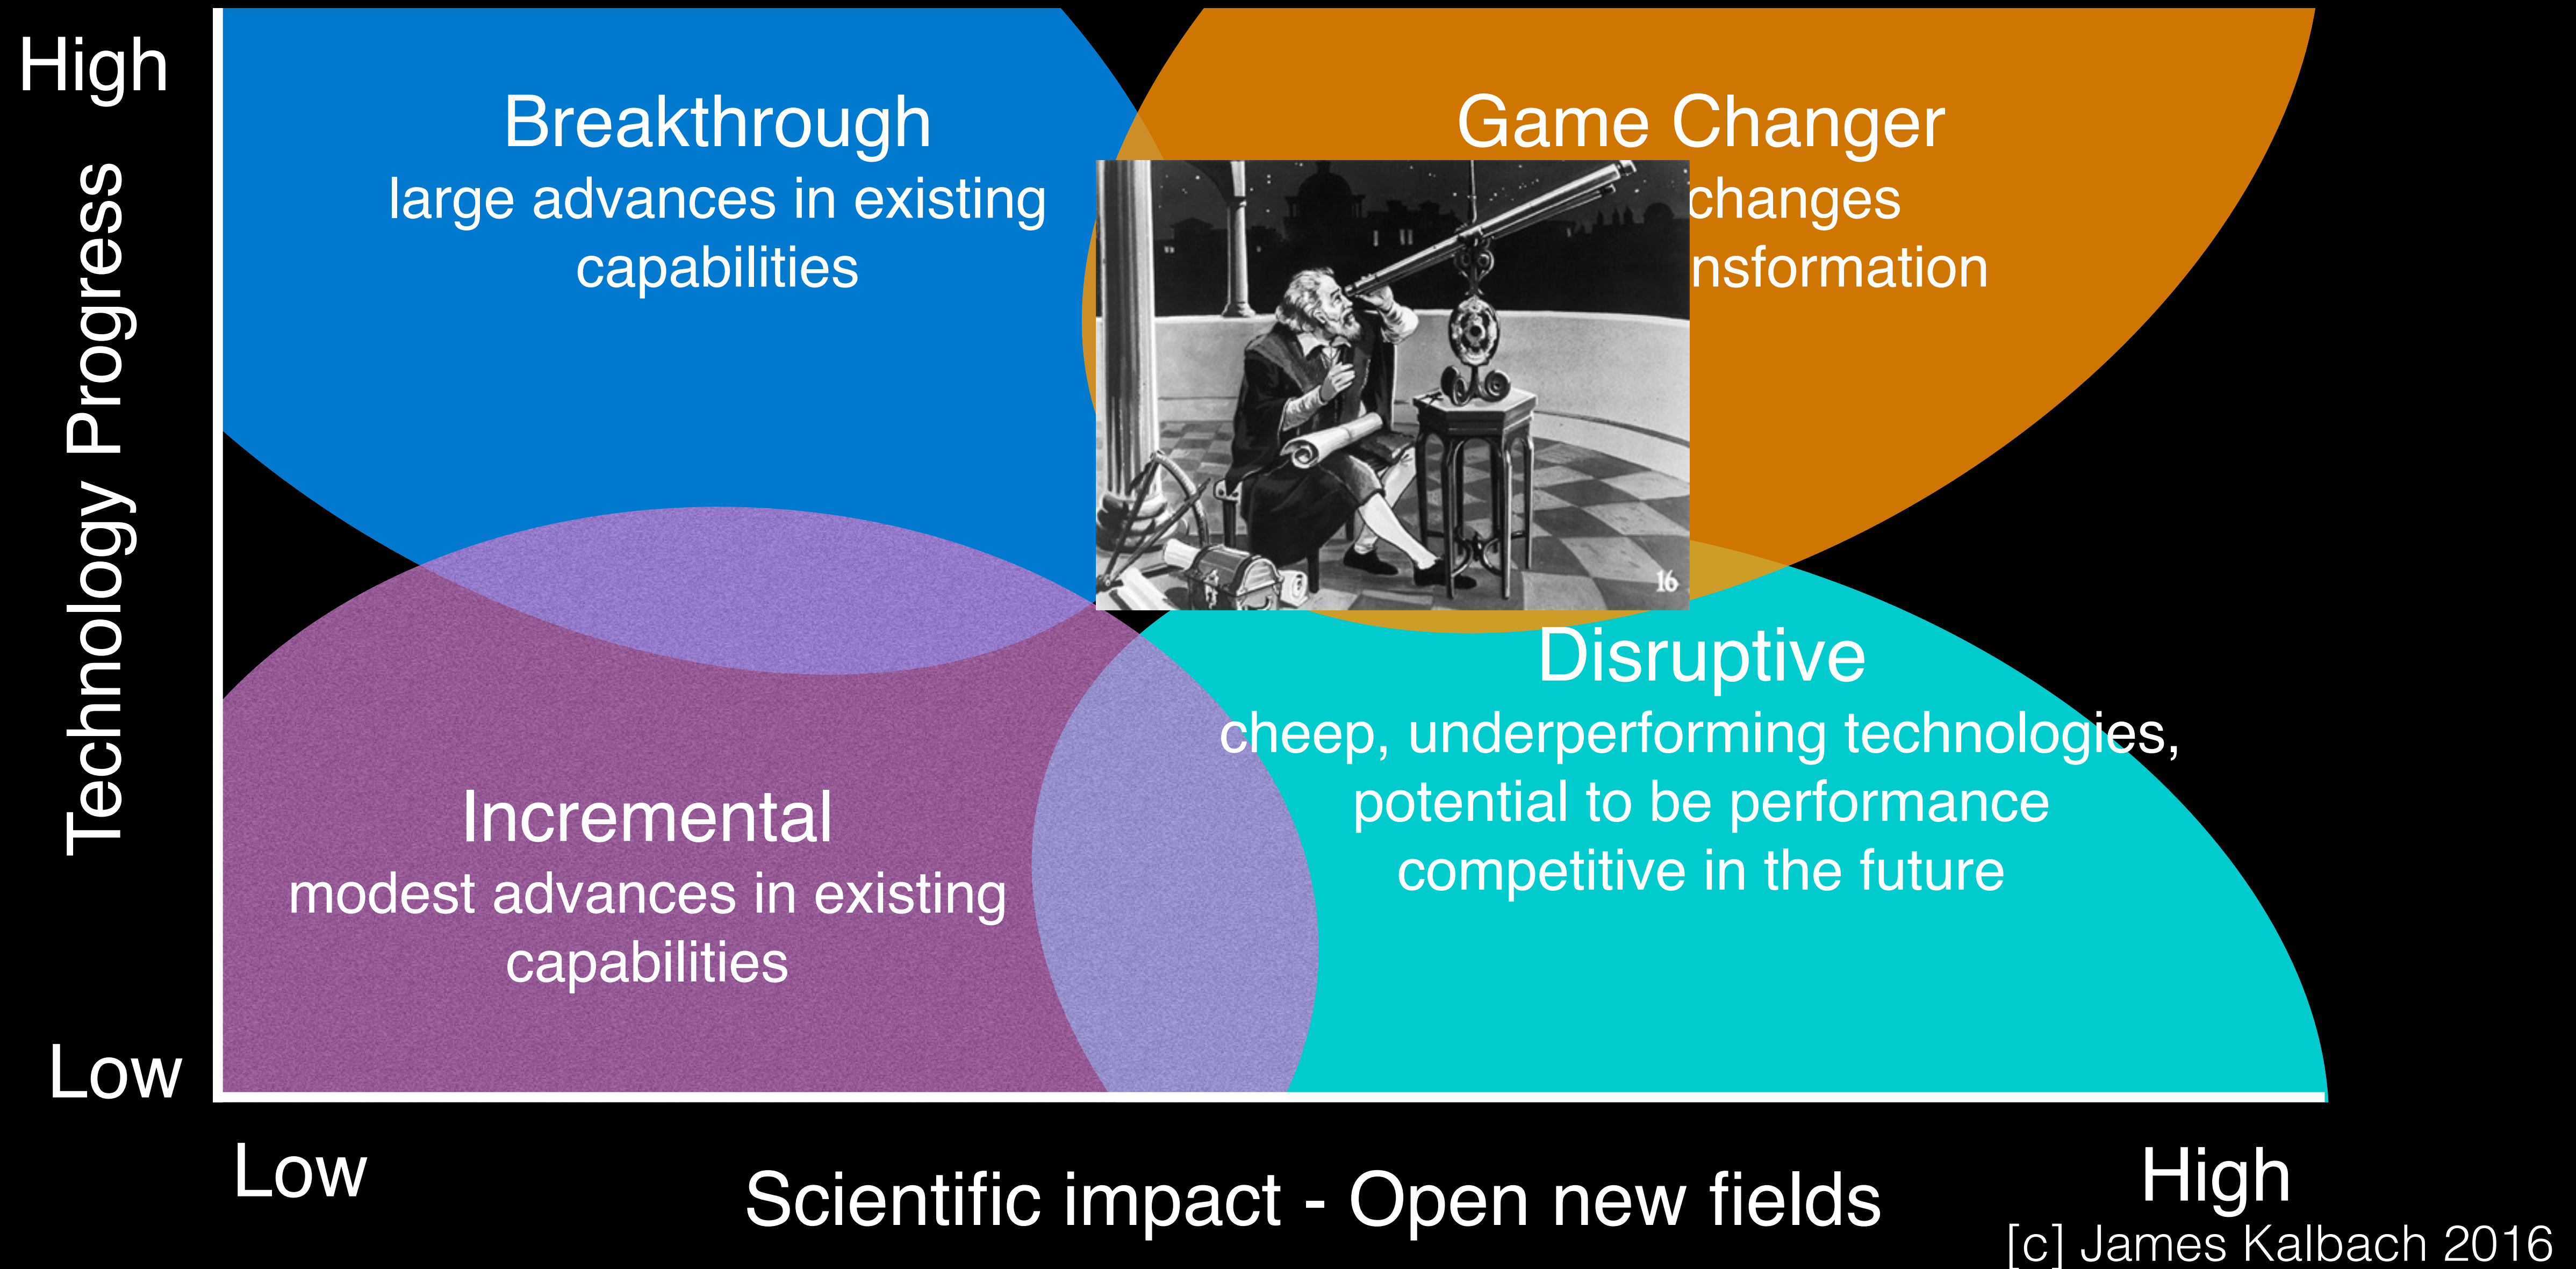 High
Technology Progress
Low
Breakthrough
large advances in existing
capabilities
Game Changer
changes
nsformation
16
Incremental
modest advances in existing
capabilities
Disruptive
cheep, underperforming technologies,
potential to be performance
competitive in the future
Low
Scientific impact - Open new fields
High
[c] James Kalbach 2016